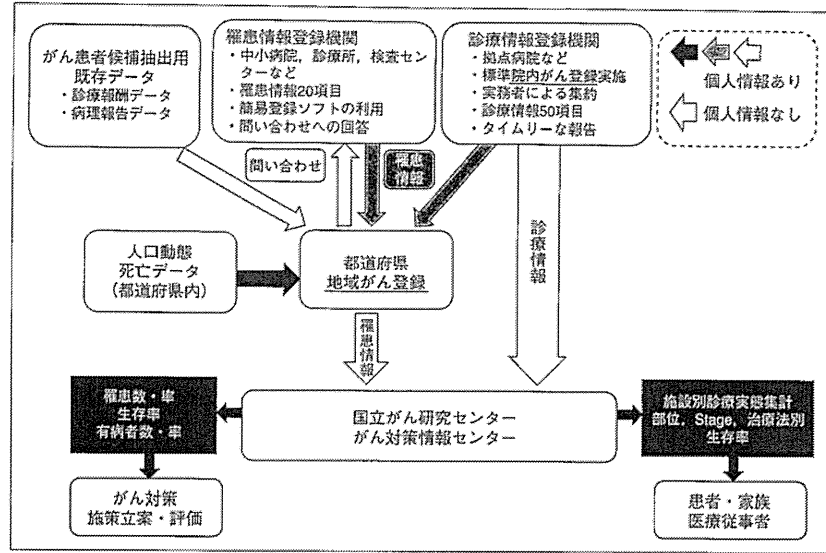 がん患者候補抽出用
既存データ
・診療報酬データ
・病理報告データ
罹患情報登録機関
・中小病院，診療所，検査セン
ターなど
・罹患情報20項目
・簡易登録ソフトの利用
・問い合わせへの回答
診療情報登録機関
・拠点病院など
・標準院内がん登録実施
・実務者による集約
・診療情報50項目
・タイムリーな報告
個人情報あり
個人情報なし
問い合わせ
罹患
情報
人口動態
死亡データ
（都道府県内）
都道府県
地域がん登録
診療情報
罹患情報
罹患数・率
生存率
有病者数・率
国立がん研究センター
がん対策情報センター
施設別診療実態集計
部位，Stage，治療法別
生存率
がん対策
施策立案・評価
患者・家族
医療従事者